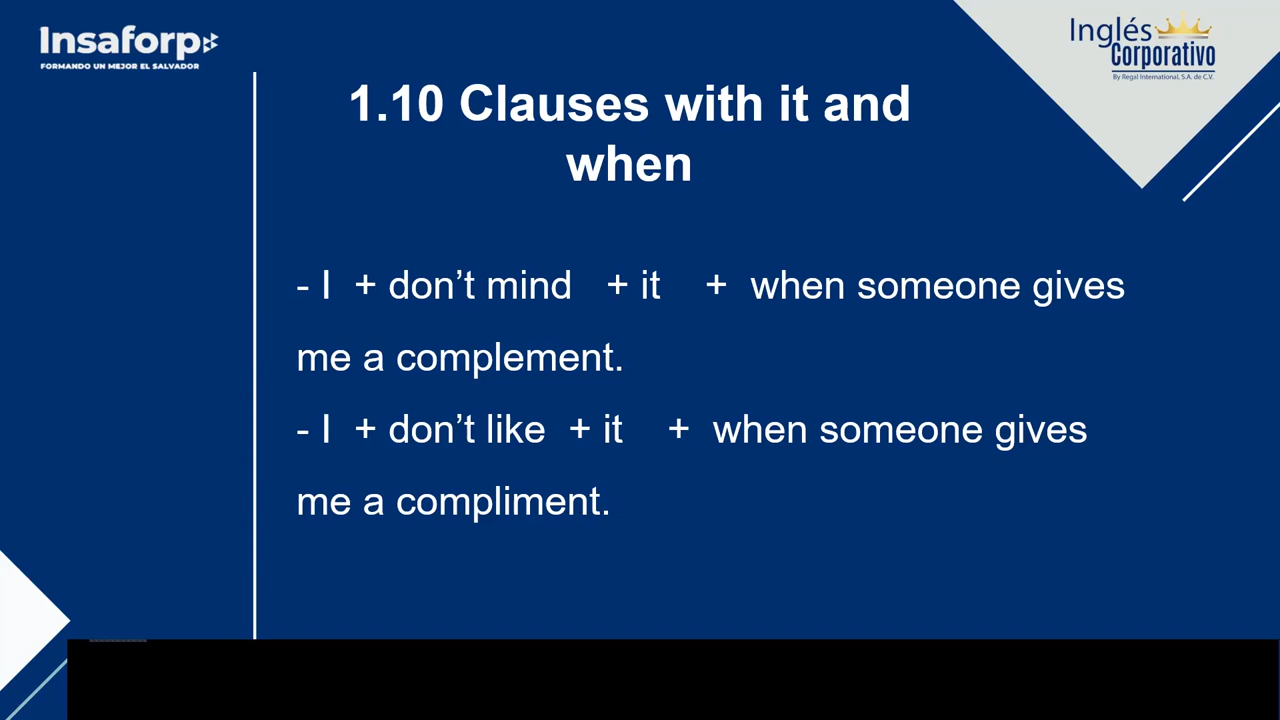 Insaforp
FORMANDO UN MEJOR EL SALVADOR
Inglés
Corporativo
By Regal International, S.A. de C.V.
1.10 Clauses with it and
when
- I + don’t mind + it + when someone gives
me a complement.
- I + don’t like + it + when someone gives
me a compliment.